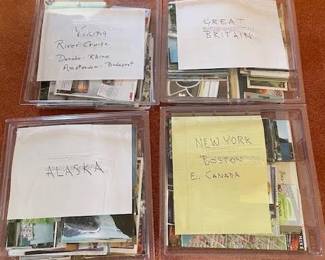 Viking
River Cruise
Danube - Rhine
Amsterdam - Budapest
GREAT
BRITAIN
ALASKA
NEW YORK
BOSTON
E. CANADA